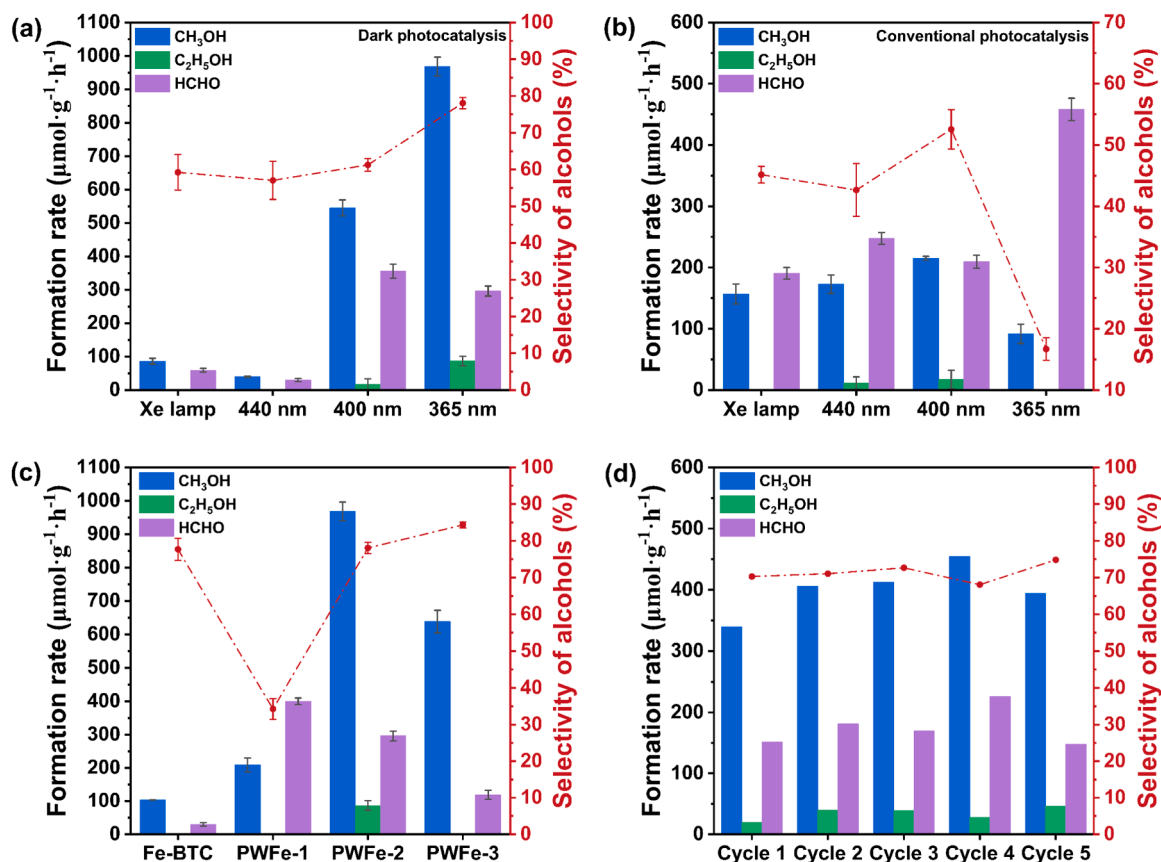 (a)
Dark photocatalysis
CH₃OH
C₂H₅OH
HCHO
Formation rate (μmol·g⁻¹·h⁻¹)
1100
1000
900
800
700
600
500
400
300
200
100
0
Xe lamp 440 nm 400 nm 365 nm
100
90
80
70
60
50
40
30
20
10
0
Selectivity of alcohols (%)
(b)
Conventional photocatalysis
CH₃OH
C₂H₅OH
HCHO
Formation rate (μmol·g⁻¹·h⁻¹)
600
500
400
300
200
100
0
Xe lamp 440 nm 400 nm 365 nm
70
60
50
40
30
20
10
Selectivity of alcohols (%)
(c)
CH₃OH
C₂H₅OH
HCHO
Formation rate (μmol·g⁻¹·h⁻¹)
1100
1000
900
800
700
600
500
400
300
200
100
0
Fe-BTC PWFe-1 PWFe-2 PWFe-3
100
90
80
70
60
50
40
30
20
10
0
Selectivity of alcohols (%)
(d)
CH₃OH
C₂H₅OH
HCHO
Formation rate (μmol·g⁻¹·h⁻¹)
600
500
400
300
200
100
0
Cycle 1 Cycle 2 Cycle 3 Cycle 4 Cycle 5
100
90
80
70
60
50
40
30
20
10
0
Selectivity of alcohols (%)